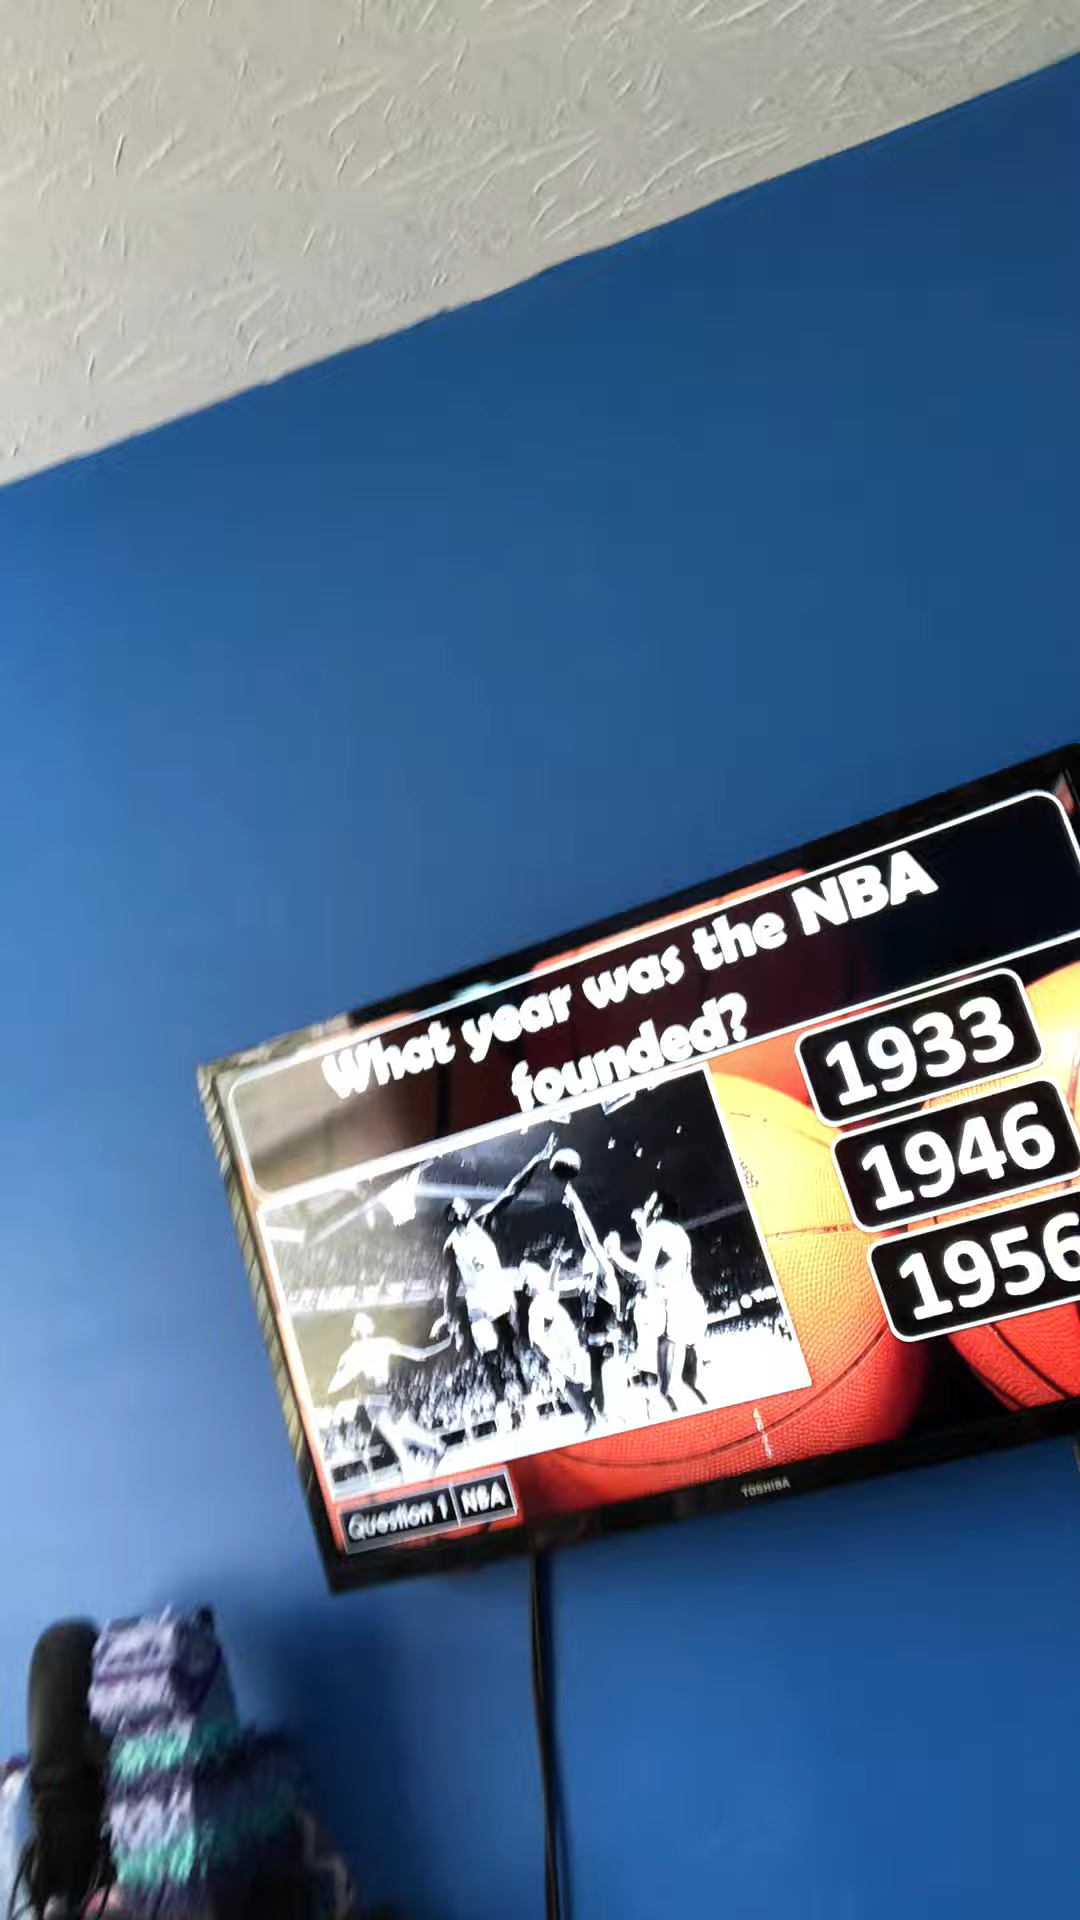 What year was the NBA
founded?
1933
1946
1956
Question 1 NBA
TOSHIBA